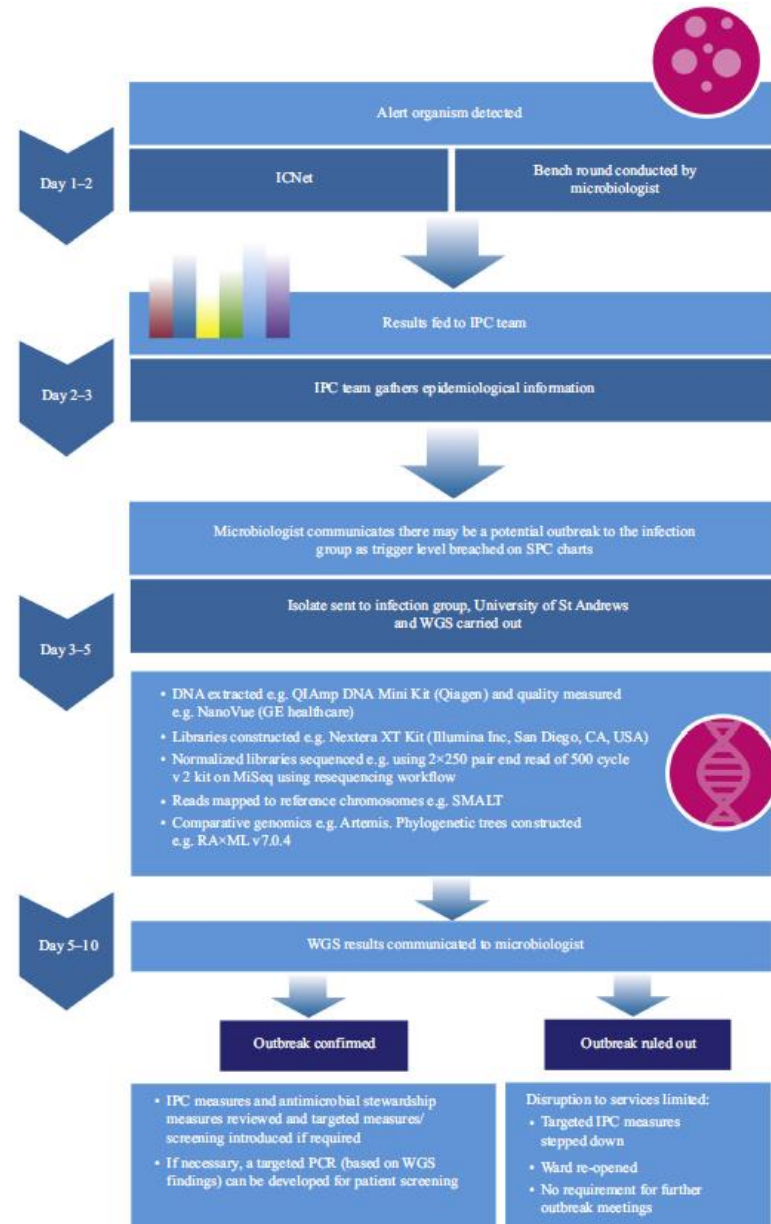 Alert organism detected
Day 1–2
ICNet
Bench round conducted by
microbiologist
Results fed to IPC team
Day 2–3
IPC team gathers epidemiological information
Microbiologist communicates there may be a potential outbreak to the infection
group as trigger level breached on SPC charts
Day 3–5
Isolate sent to infection group, University of St Andrews
and WGS carried out
• DNA extracted e.g. QIAmp DNA Mini Kit (Qiagen) and quality measured
e.g. NanoVue (GE healthcare)
• Libraries constructed e.g. Nextera XT Kit (Illumina Inc, San Diego, CA, USA)
• Normalized libraries sequenced e.g. using 2×250 pair end read of 500 cycle
v 2 kit on MiSeq using resequencing workflow
• Reads mapped to reference chromosomes e.g. SMALT
• Comparative genomics e.g. Artemis. Phylogenetic trees constructed
e.g. RA×ML v7.0.4
Day 5–10
WGS results communicated to microbiologist
Outbreak confirmed
• IPC measures and antimicrobial stewardship
measures reviewed and targeted measures/
screening introduced if required
• If necessary, a targeted PCR (based on WGS
findings) can be developed for patient screening
Outbreak ruled out
Disruption to services limited:
• Targeted IPC measures
stepped down
• Ward re-opened
• No requirement for further
outbreak meetings